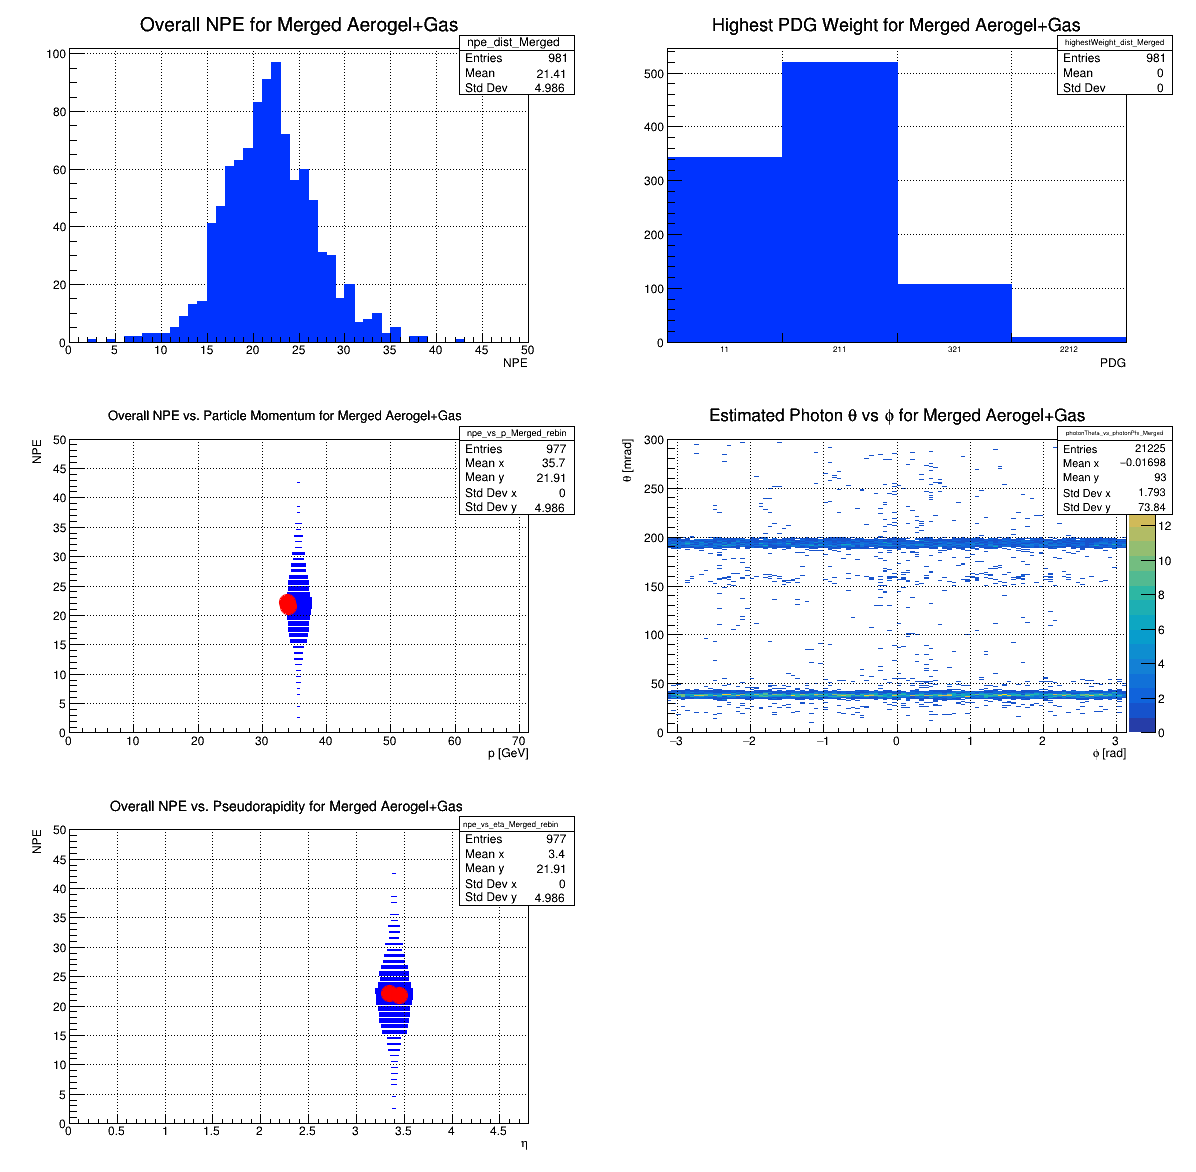 Overall NPE for Merged Aerogel+Gas
npe_dist_Merged
Entries 981
Mean 21.41
Std Dev 4.986
100
80
60
40
20
0
0 5 10 15 20 25 30 35 40 45 50
NPE
Highest PDG Weight for Merged Aerogel+Gas
highestWeight_dist_Merged
Entries 981
Mean 0
Std Dev 0
500
400
300
200
100
0
11 211 321 2212
PDG
Overall NPE vs. Particle Momentum for Merged Aerogel+Gas
npe_vs_p_Merged_rebin
Entries 977
Mean x 35.7
Mean y 21.91
Std Dev x 0
Std Dev y 4.986
NPE
50
45
40
35
30
25
20
15
10
5
0
0 10 20 30 40 50 60 70
p [GeV]
Estimated Photon θ vs ϕ for Merged Aerogel+Gas
photonTheta_vs_photonPhi_Merged
Entries 21225
Mean x −0.01698
Mean y 93
Std Dev x 1.793
Std Dev y 73.84
θ [mrad]
300
250
200
150
100
50
0
−3 −2 −1 0 1 2 3
ϕ [rad]
12
10
8
6
4
2
0
Overall NPE vs. Pseudorapidity for Merged Aerogel+Gas
npe_vs_eta_Merged_rebin
Entries 977
Mean x 3.4
Mean y 21.91
Std Dev x 0
Std Dev y 4.986
NPE
50
45
40
35
30
25
20
15
10
5
0
0 0.5 1 1.5 2 2.5 3 3.5 4 4.5
η